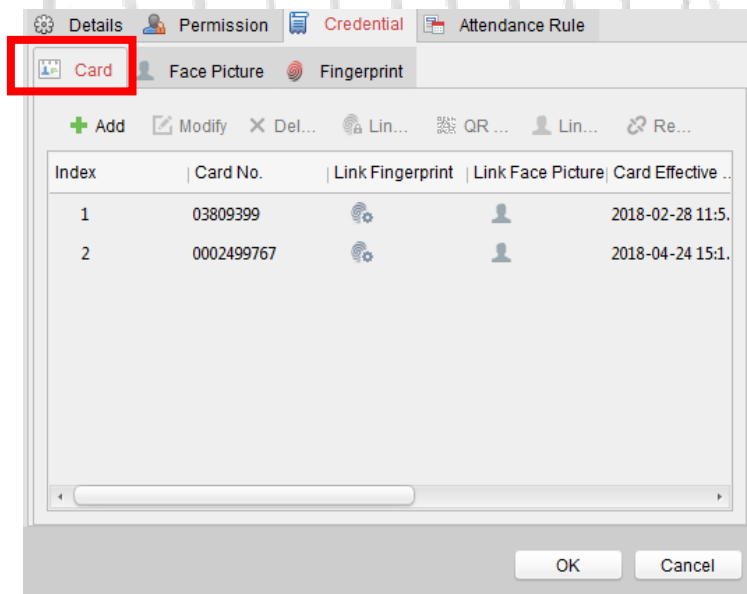 Details Permission Credential Attendance Rule
Card Face Picture Fingerprint
Add Modify Del... Lin... QR ... Lin... Re...
Index Card No. Link Fingerprint Link Face Picture Card Effective ..
1 03809399 2018-02-28 11:5.
2 0002499767 2018-04-24 15:1.
OK Cancel